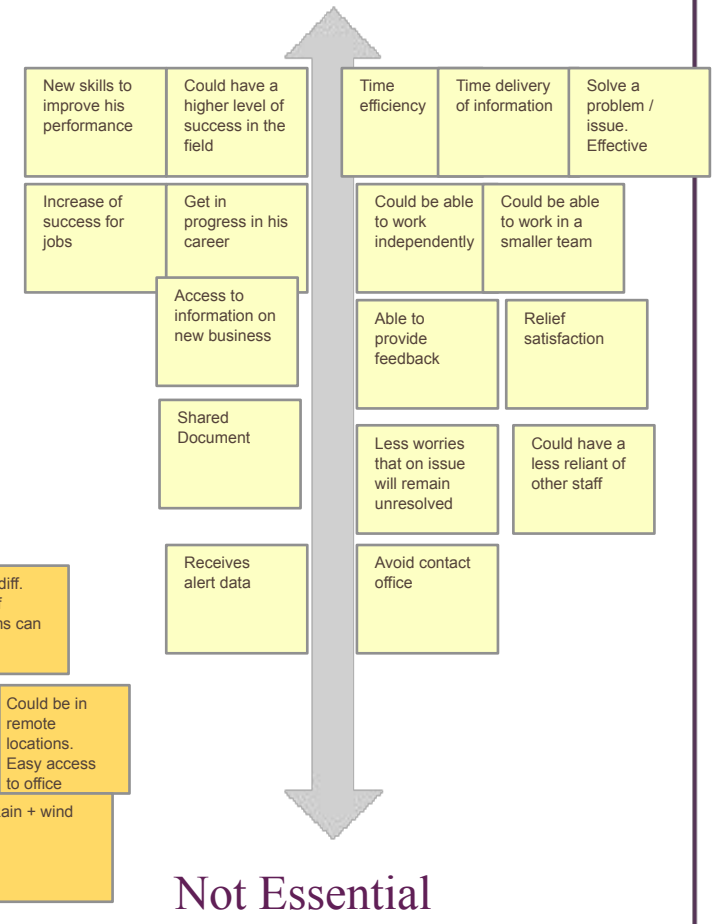 New skills to
improve his
performance
Could have a
higher level of
success in the
field
Time
efficiency
Time delivery
of information
Solve a
problem /
issue.
Effective
Increase of
success for
jobs
Get in
progress in his
career
Could be able
to work
independently
Could be able
to work in a
smaller team
Access to
information on
new business
Able to
provide
feedback
Relief
satisfaction
Shared
Document
Less worries
that on issue
will remain
unresolved
Could have a
less reliant of
other staff
Receives
alert data
Avoid contact
office
diff.
can
Could be in
remote
locations.
Easy access
to office
+ wind
Not Essential